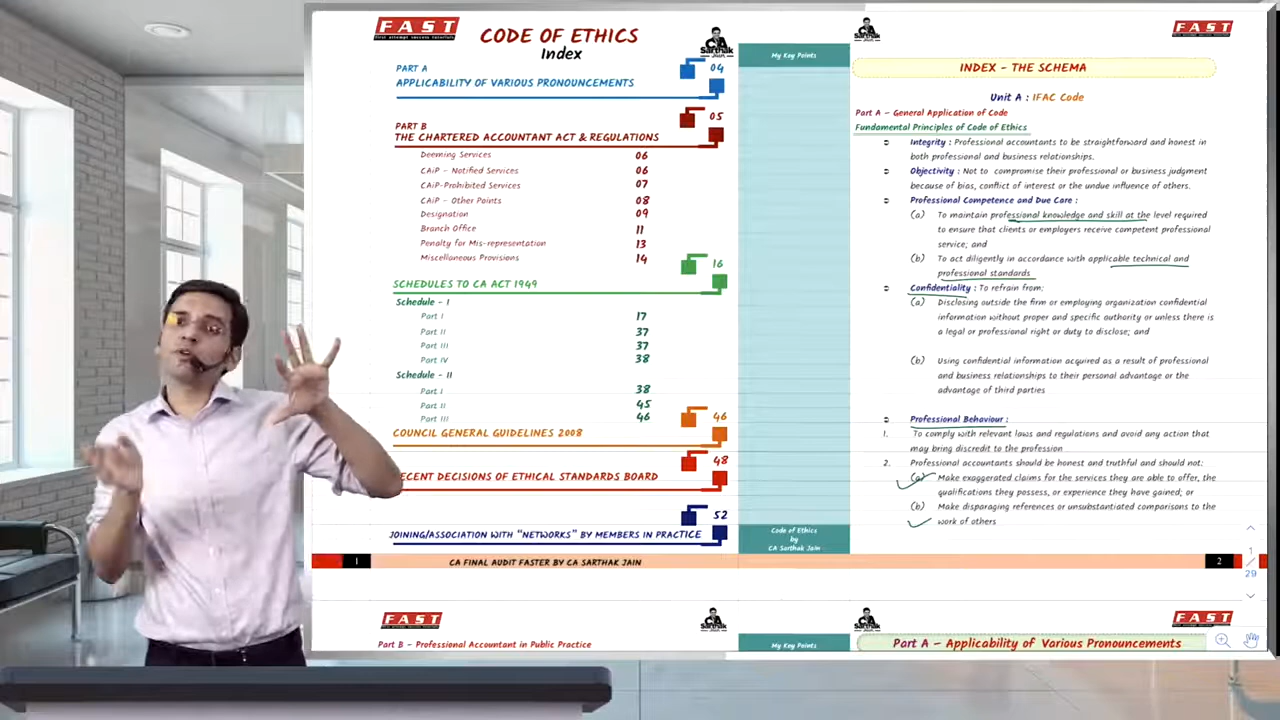 FAST
First attempt success tutorials
CODE OF ETHICS
Index
Sarthak
Jain
PART A
04
APPLICABILITY OF VARIOUS PRONOUNCEMENTS
05
PART B
THE CHARTERED ACCOUNTANT ACT & REGULATIONS
Deeming Services 06
CAiP - Notified Services 06
CAiP-Prohibited Services 07
CAiP - Other Points 08
Designation 09
Branch Office 11
Penalty for Mis-representation 13
Miscellaneous Provisions 14
16
SCHEDULES TO CA ACT 1949
Schedule - I
Part I 17
Part II 37
Part III 37
Part IV 38
Schedule - II
Part I 38
Part II 45
Part III 46
46
COUNCIL GENERAL GUIDELINES 2008
48
ECENT DECISIONS OF ETHICAL STANDARDS BOARD
52
JOINING/ASSOCIATION WITH "NETWORKS" BY MEMBERS IN PRACTICE
1 CA FINAL AUDIT FASTER BY CA SARTHAK JAIN
My Key Points
Code of Ethics
by
CA Sarthak Jain
FAST
INDEX - THE SCHEMA
Unit A : IFAC Code
Part A - General Application of Code
Fundamental Principles of Code of Ethics
Integrity : Professional accountants to be straightforward and honest in
both professional and business relationships.
Objectivity : Not to compromise their professional or business judgment
because of bias, conflict of interest or the undue influence of others.
Professional Competence and Due Care :
(a) To maintain professional knowledge and skill at the level required
to ensure that clients or employers receive competent professional
service; and
(b) To act diligently in accordance with applicable technical and
professional standards
Confidentiality : To refrain from:
(a) Disclosing outside the firm or employing organization confidential
information without proper and specific authority or unless there is
a legal or professional right or duty to disclose; and
(b) Using confidential information acquired as a result of professional
and business relationships to their personal advantage or the
advantage of third parties
Professional Behaviour :
1. To comply with relevant laws and regulations and avoid any action that
may bring discredit to the profession
2. Professional accountants should be honest and truthful and should not:
(a) Make exaggerated claims for the services they are able to offer, the
qualifications they possess, or experience they have gained; or
(b) Make disparaging references or unsubstantiated comparisons to the
work of others
2
1
/
29
FAST
Part B - Professional Accountant in Public Practice
My Key Points
FAST
Part A - Applicability of Various Pronouncements